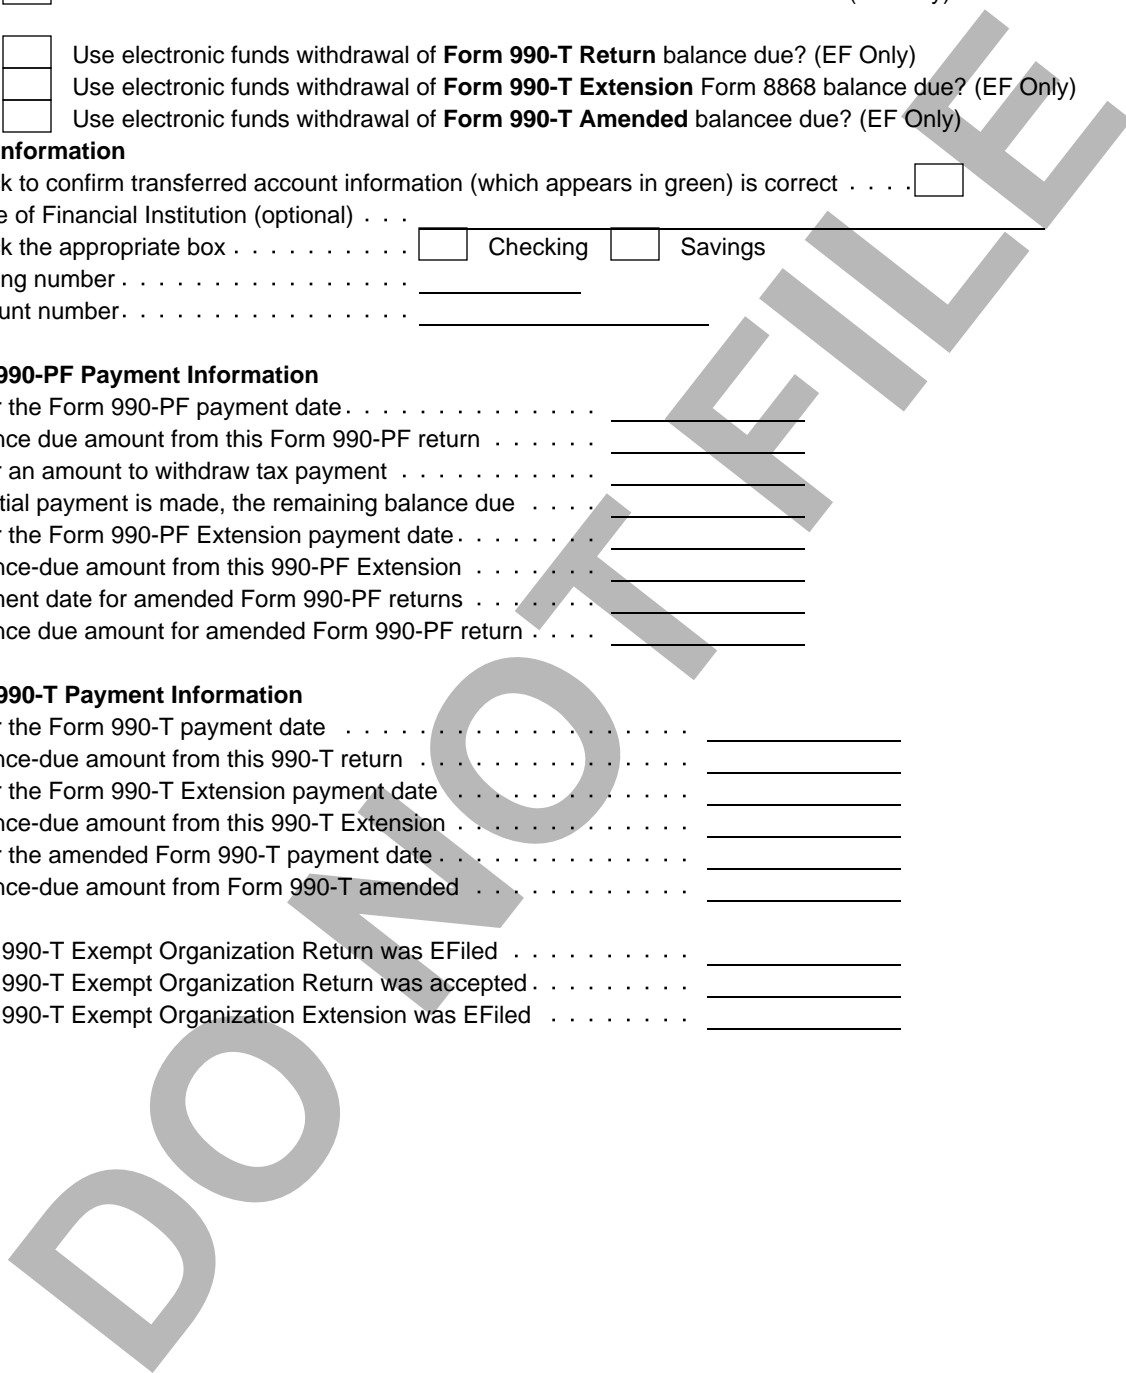 Use electronic funds withdrawal of Form 990-T Return balance due? (EF Only)
Use electronic funds withdrawal of Form 990-T Extension Form 8868 balance due? (EF Only)
Use electronic funds withdrawal of Form 990-T Amended balancee due? (EF Only)
nformation
k to confirm transferred account information (which appears in green) is correct . . . .
e of Financial Institution (optional) . . .
k the appropriate box . . . . . . . . . . Checking Savings
ng number . . . . . . . . . . . . . . . .
unt number . . . . . . . . . . . . . . . .
990-PF Payment Information
r the Form 990-PF payment date . . . . . . . . . . . . . .
nce due amount from this Form 990-PF return . . . . . .
r an amount to withdraw tax payment . . . . . . . . . . .
tial payment is made, the remaining balance due . . . .
r the Form 990-PF Extension payment date . . . . . . . .
nce-due amount from this 990-PF Extension . . . . . . .
nent date for amended Form 990-PF returns . . . . . . .
nce due amount for amended Form 990-PF return . . . .
990-T Payment Information
r the Form 990-T payment date . . . . . . . . . . . . . . . . . . .
nce-due amount from this 990-T return . . . . . . . . . . . . . . .
r the Form 990-T Extension payment date . . . . . . . . . . . . .
nce-due amount from this 990-T Extension . . . . . . . . . . . . .
r the amended Form 990-T payment date . . . . . . . . . . . . . .
nce-due amount from Form 990-T amended . . . . . . . . . . . .
990-T Exempt Organization Return was EFiled . . . . . . . . . .
990-T Exempt Organization Return was accepted . . . . . . . . .
990-T Exempt Organization Extension was EFiled . . . . . . . .
DO NOT FILE